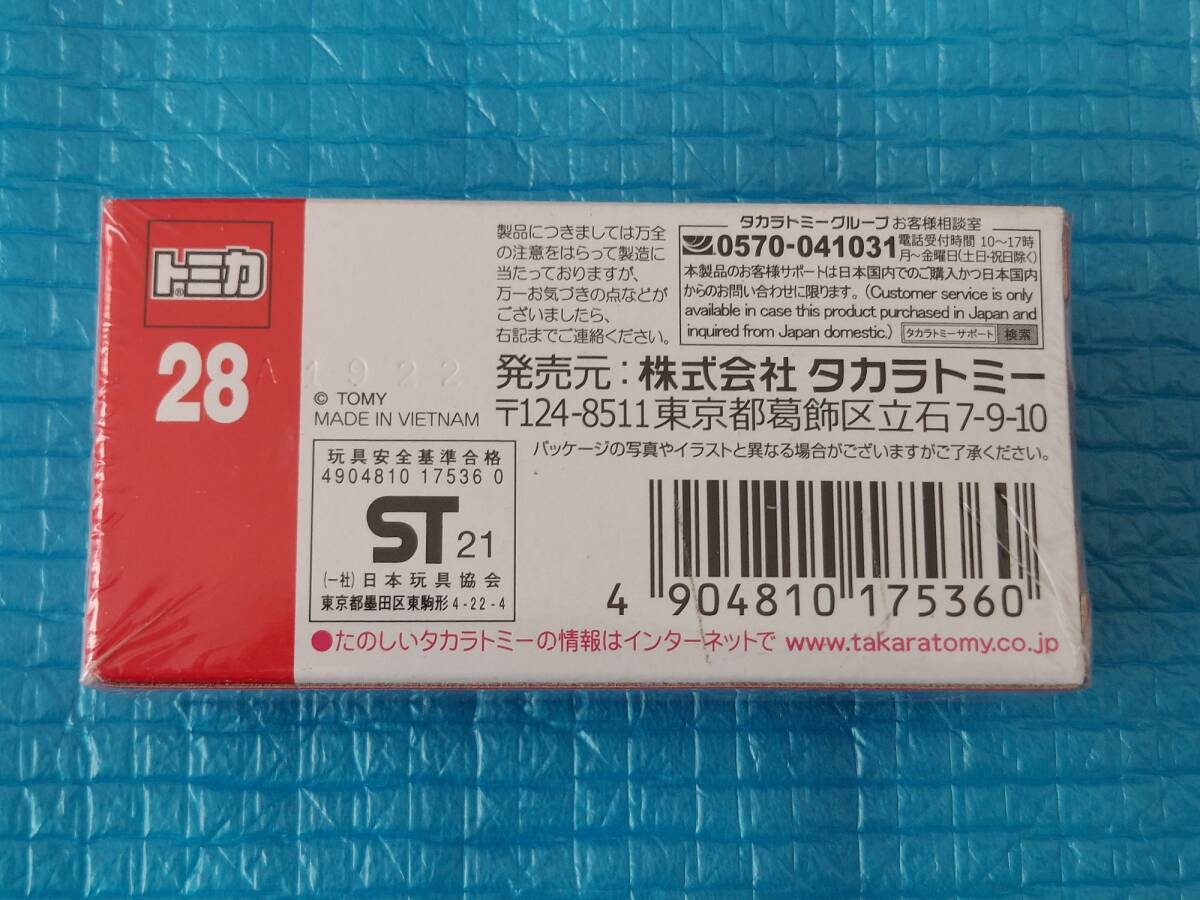 トミカ
®
28
A1922
© TOMY
MADE IN VIETNAM
製品につきましては万全
の注意をはらって製造に
当たっておりますが、
万一お気づきの点などが
ございましたら、
右記までご連絡ください。
タカラトミーグループ お客様相談室
0570-041031 電話受付時間 10〜17時
月〜金曜日(土日・祝日除く)
本製品のお客様サポートは日本国内でのご購入かつ日本国内
からのお問い合わせに限ります。(Customer service is only
available in case this product purchased in Japan and
inquired from Japan domestic.) タカラトミーサポート 検索
発売元:株式会社 タカラトミー
〒124-8511 東京都葛飾区立石7-9-10
パッケージの写真やイラストと異なる場合がございますがご了承ください。
玩具安全基準合格
4904810 17536 0
ST 21
(一社)日本玩具協会
東京都墨田区東駒形4-22-4
4 904810 175360
●たのしいタカラトミーの情報はインターネットで www.takaratomy.co.jp